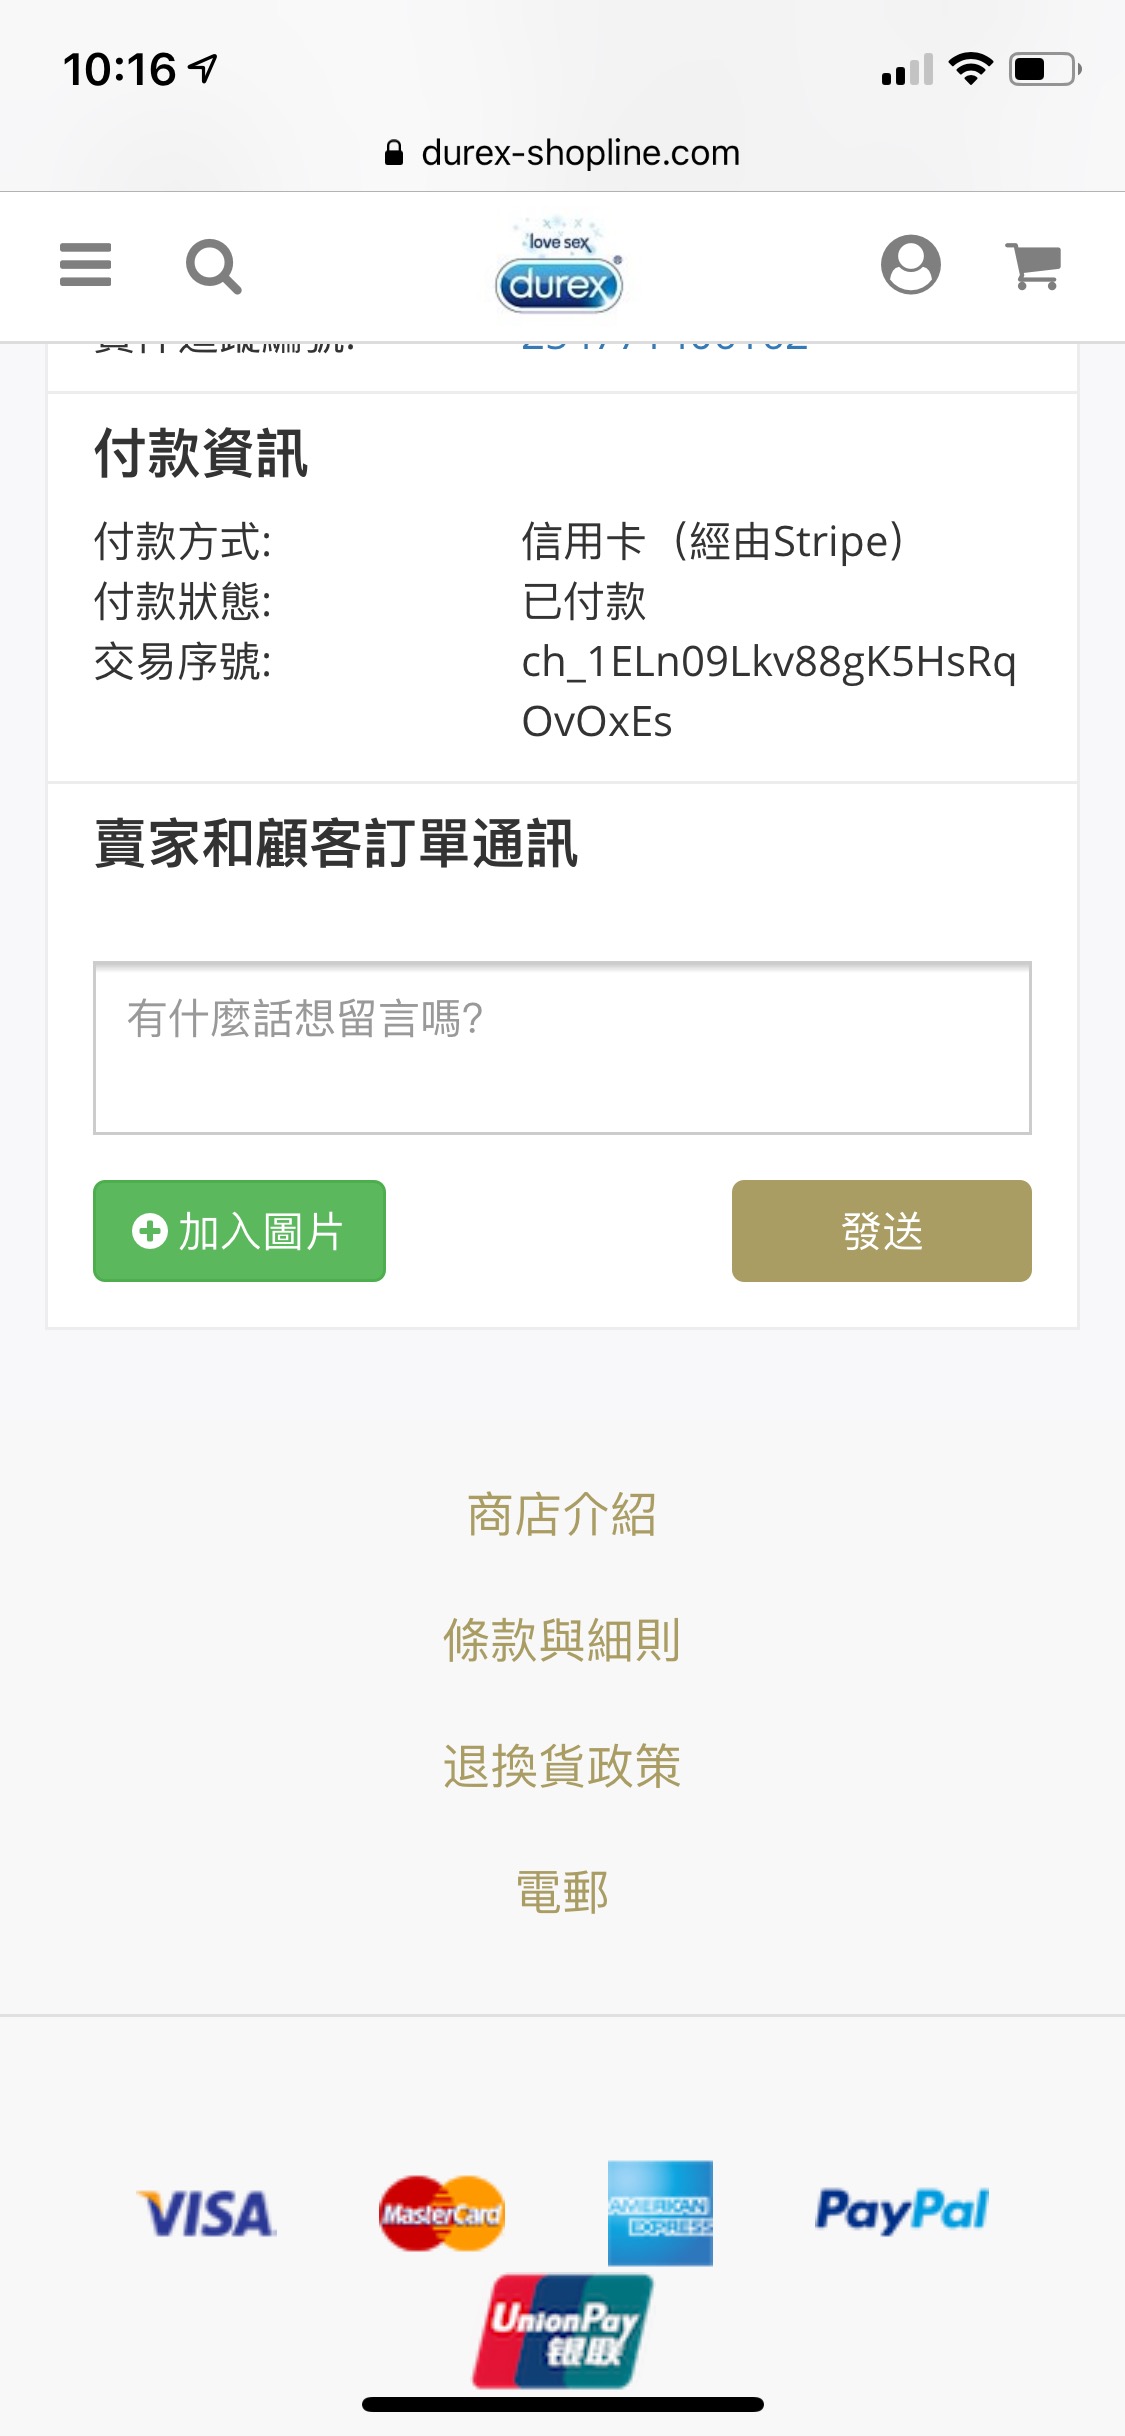 10:16
durex-shopline.com
love sex
durex
付款資訊
付款方式: 信用卡（經由Stripe）
付款狀態: 已付款
交易序號: ch_1ELn09Lkv88gK5HsRq
OvOxEs
賣家和顧客訂單通訊
有什麼話想留言嗎?
加入圖片 發送
商店介紹
條款與細則
退換貨政策
電郵
VISA MasterCard AMERICAN EXPRESS PayPal
UnionPay
银联